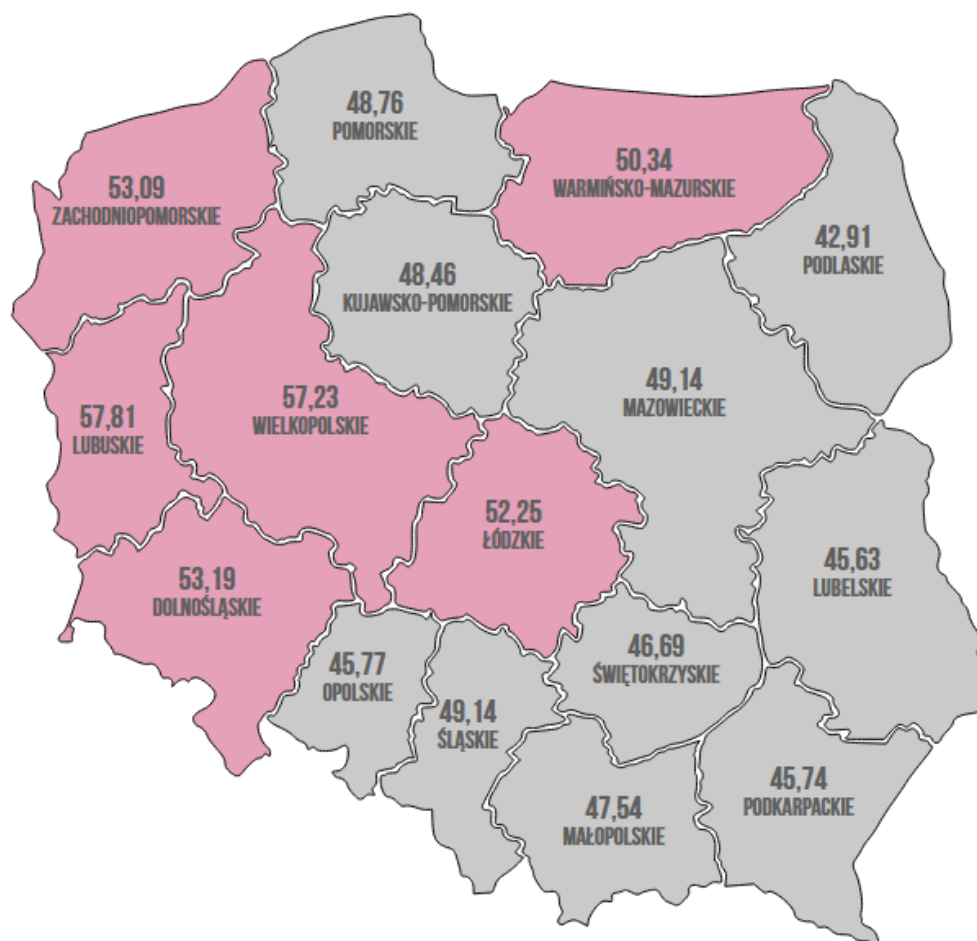 48,76
POMORSKIE
50,34
WARMIŃSKO-MAZURSKIE
53,09
ZACHODNIOPOMORSKIE
42,91
PODLASKIE
48,46
KUJAWSKO-POMORSKIE
49,14
MAZOWIECKIE
57,23
WIELKOPOLSKIE
57,81
LUBUSKIE
52,25
ŁÓDZKIE
45,63
LUBELSKIE
53,19
DOLNOŚLĄSKIE
46,69
ŚWIĘTOKRZYSKIE
45,77
OPOLSKIE
49,14
ŚLĄSKIE
45,74
PODKARPACKIE
47,54
MAŁOPOLSKIE